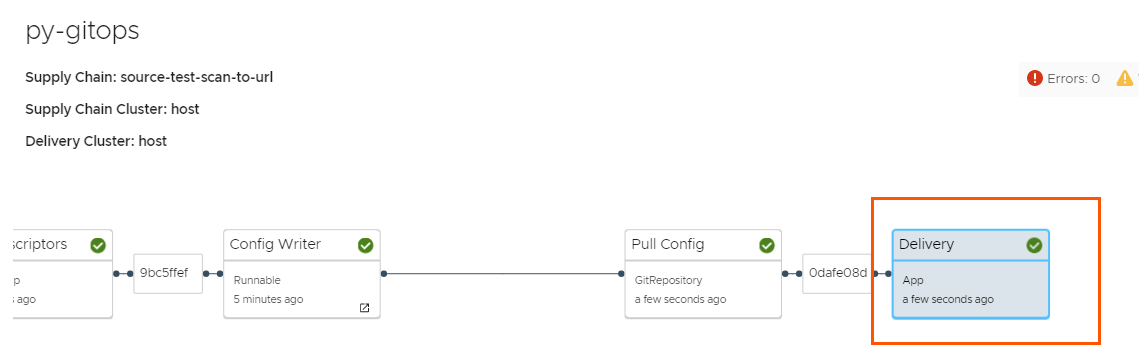 py-gitops
Supply Chain: source-test-scan-to-url
Errors: 0
Supply Chain Cluster: host
Delivery Cluster: host
scriptors
Config Writer
Pull Config
Delivery
9bc5ffef
0dafe08d
p
Runnable
GitRepository
App
s ago
5 minutes ago
a few seconds ago
a few seconds ago